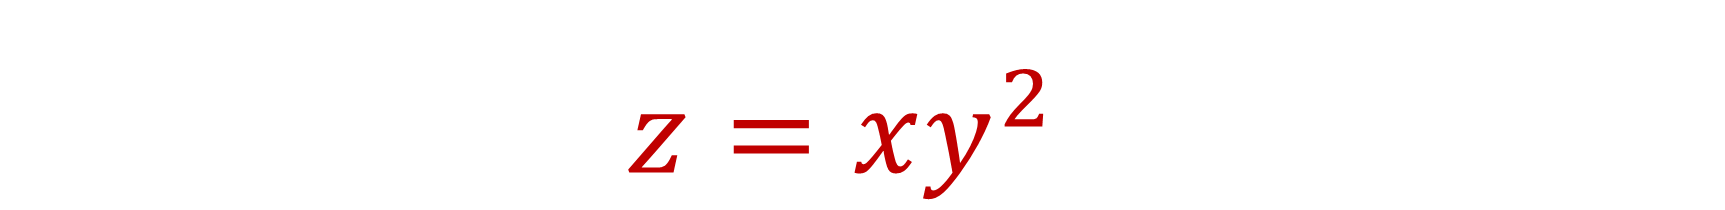 z = xy²